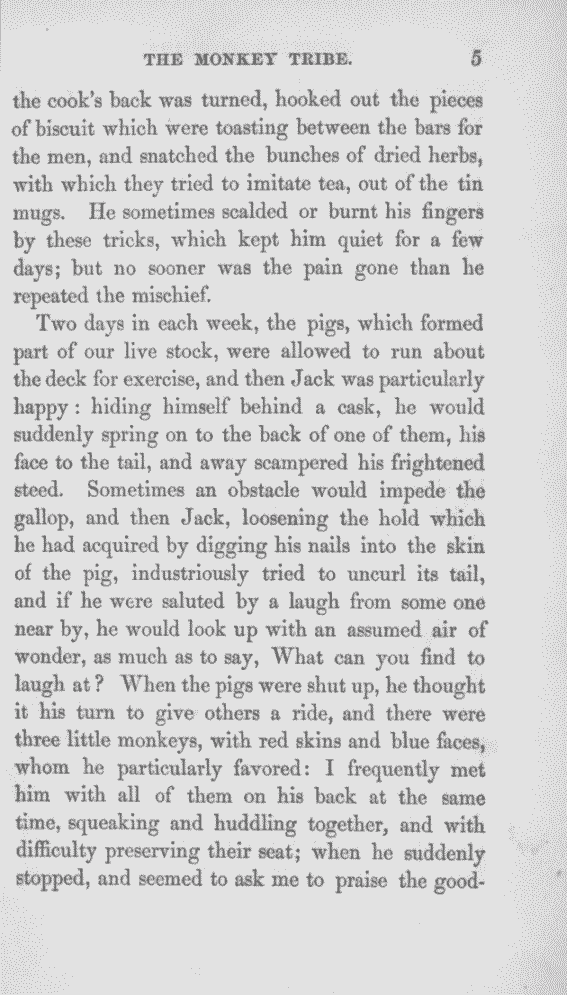 THE MONKEY TRIBE. 5
the cook's back was turned, hooked out the pieces
of biscuit which were toasting between the bars for
the men, and snatched the bunches of dried herbs,
with which they tried to imitate tea, out of the tin
mugs. He sometimes scalded or burnt his fingers
by these tricks, which kept him quiet for a few
days; but no sooner was the pain gone than he
repeated the mischief.
Two days in each week, the pigs, which formed
part of our live stock, were allowed to run about
the deck for exercise, and then Jack was particularly
happy: hiding himself behind a cask, he would
suddenly spring on to the back of one of them, his
face to the tail, and away scampered his frightened
steed. Sometimes an obstacle would impede the
gallop, and then Jack, loosening the hold which
he had acquired by digging his nails into the skin
of the pig, industriously tried to uncurl its tail,
and if he were saluted by a laugh from some one
near by, he would look up with an assumed air of
wonder, as much as to say, What can you find to
laugh at? When the pigs were shut up, he thought
it his turn to give others a ride, and there were
three little monkeys, with red skins and blue faces,
whom he particularly favored: I frequently met
him with all of them on his back at the same
time, squeaking and huddling together, and with
difficulty preserving their seat; when he suddenly
stopped, and seemed to ask me to praise the good-